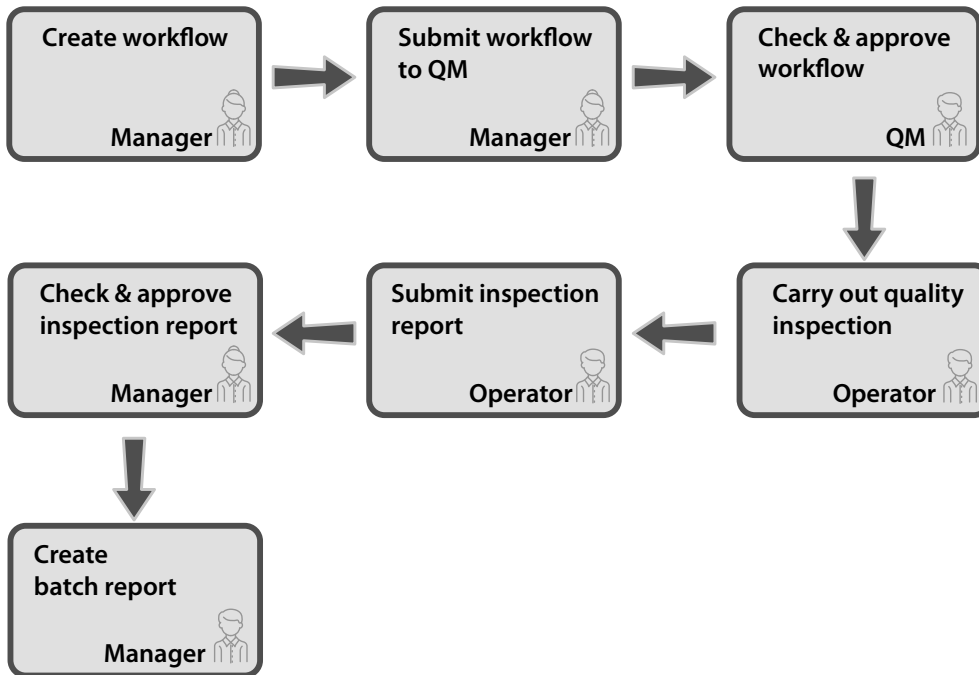 Create workflow
Manager
Submit workflow
to QM
Manager
Check & approve
workflow
QM
Carry out quality
inspection
Operator
Submit inspection
report
Operator
Check & approve
inspection report
Manager
Create
batch report
Manager